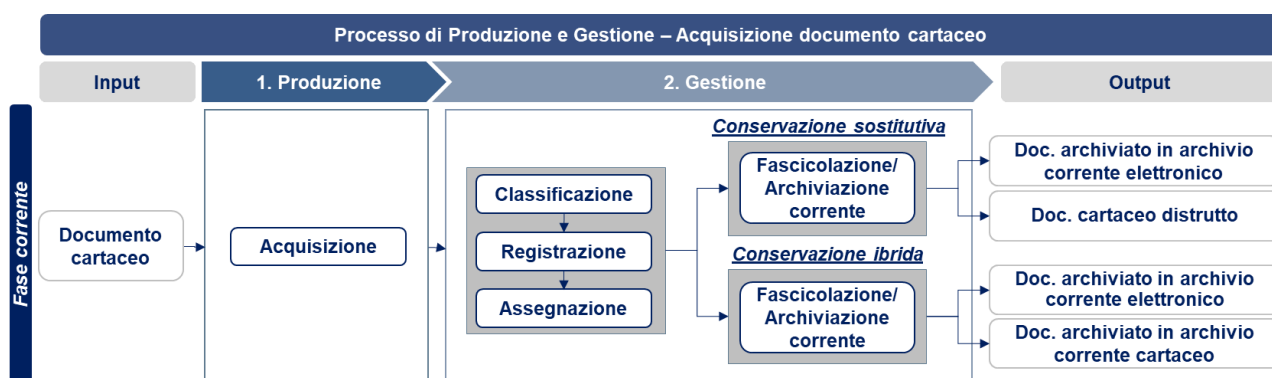 Processo di Produzione e Gestione – Acquisizione documento cartaceo
Input
1. Produzione
2. Gestione
Output
Fase corrente
Documento
cartaceo
Acquisizione
Classificazione
Registrazione
Assegnazione
Conservazione sostitutiva
Fascicolazione/
Archiviazione
corrente
Conservazione ibrida
Fascicolazione/
Archiviazione
corrente
Doc. archiviato in archivio
corrente elettronico
Doc. cartaceo distrutto
Doc. archiviato in archivio
corrente elettronico
Doc. archiviato in archivio
corrente cartaceo